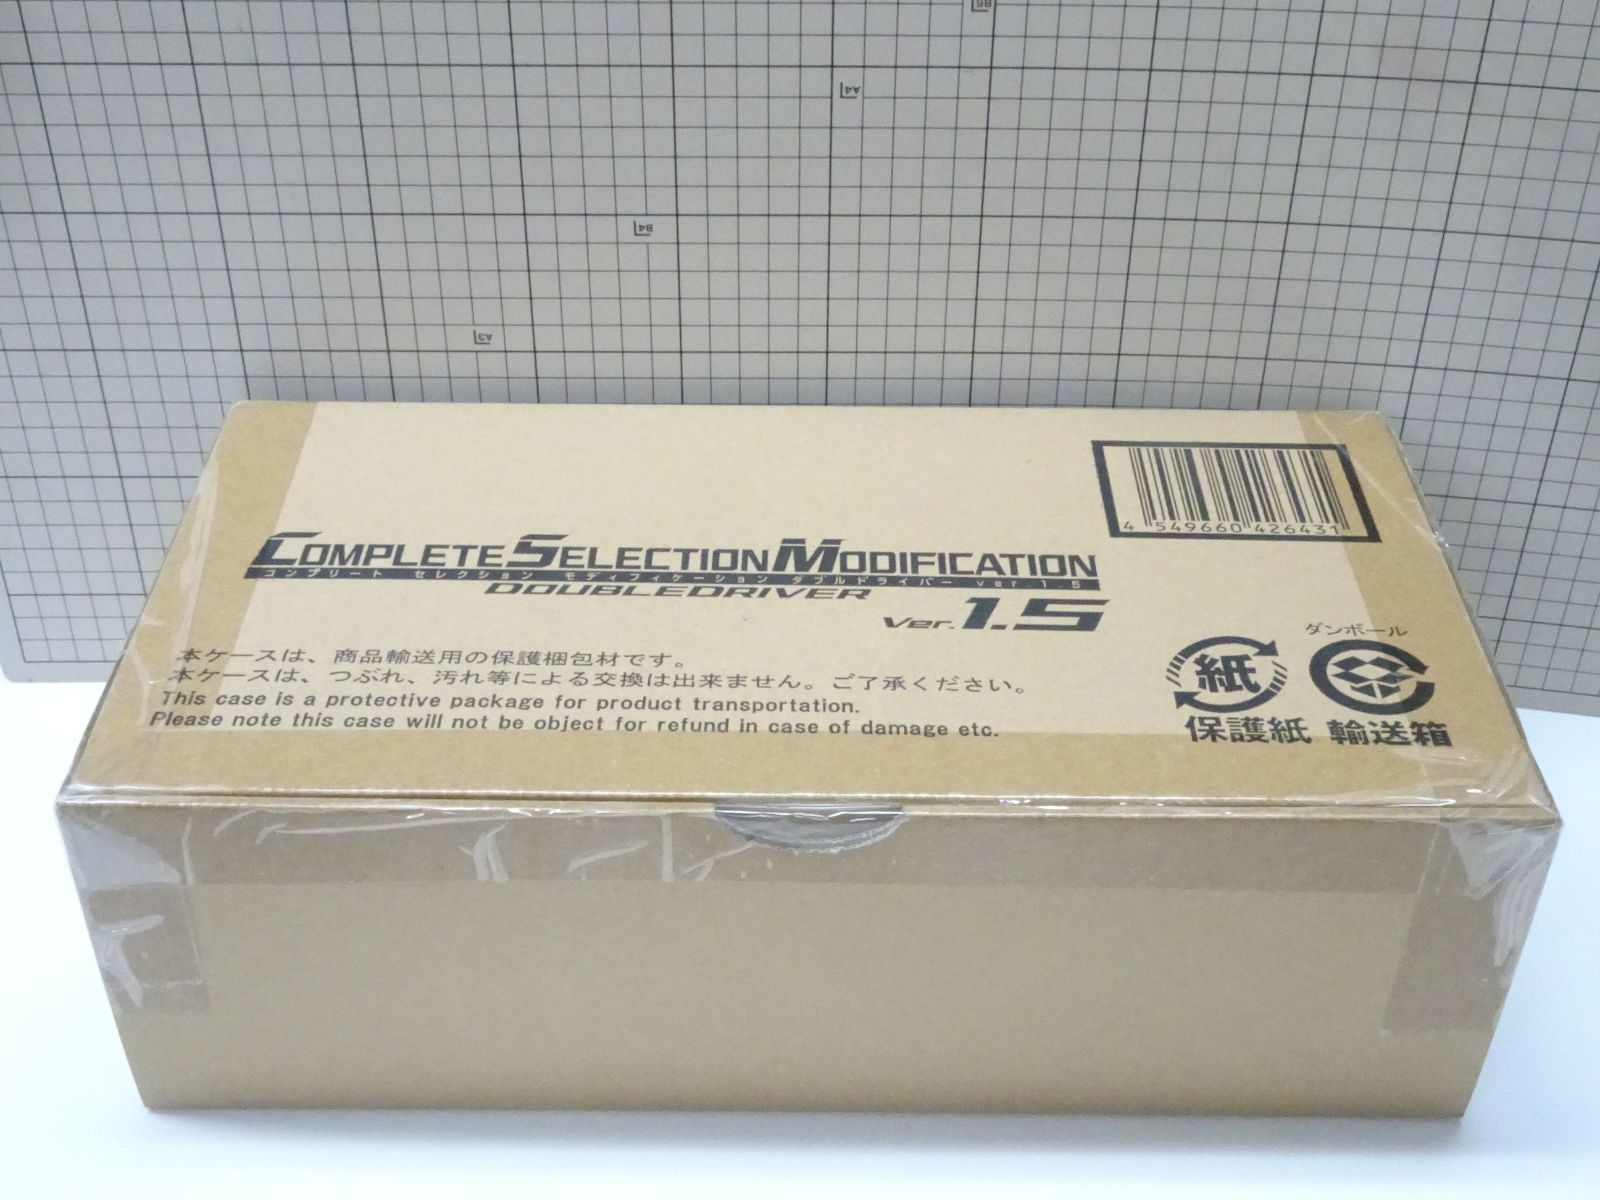 B5
A4
B4
A3
4 549660 426431
COMPLETE SELECTION MODIFICATION
コンプリート セレクション モディフィケーション ダブルドライバー ver 1.5
DOUBLEDRIVER
Ver.1.5
本ケースは、商品輸送用の保護梱包材です。
本ケースは、つぶれ、汚れ等による交換は出来ません。ご了承ください。
This case is a protective package for product transportation.
Please note this case will not be object for refund in case of damage etc.
ダンボール
紙
保護紙 輸送箱